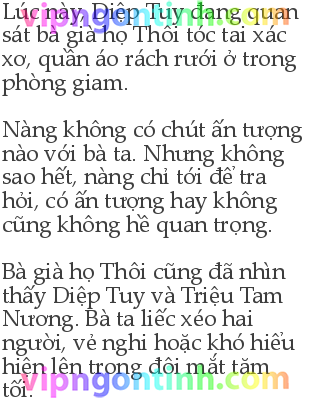 Lúc này, Diệp Tuy đang quan
sát bà già họ Thôi tóc tai xác
xơ, quần áo rách rưới ở trong
phòng giam.
Nàng không có chút ấn tượng
nào với bà ta. Nhưng không
sao hết, nàng chỉ tới để tra
hỏi, có ấn tượng hay không
cũng không hề quan trọng.
Bà già họ Thôi cũng đã nhìn
thấy Diệp Tuy và Triệu Tam
Nương. Bà ta liếc xéo hai
người, vẻ nghi hoặc khó hiểu
hiện lên trong đôi mắt tăm
tối.
vipngontinh.com
vipngontinh.com